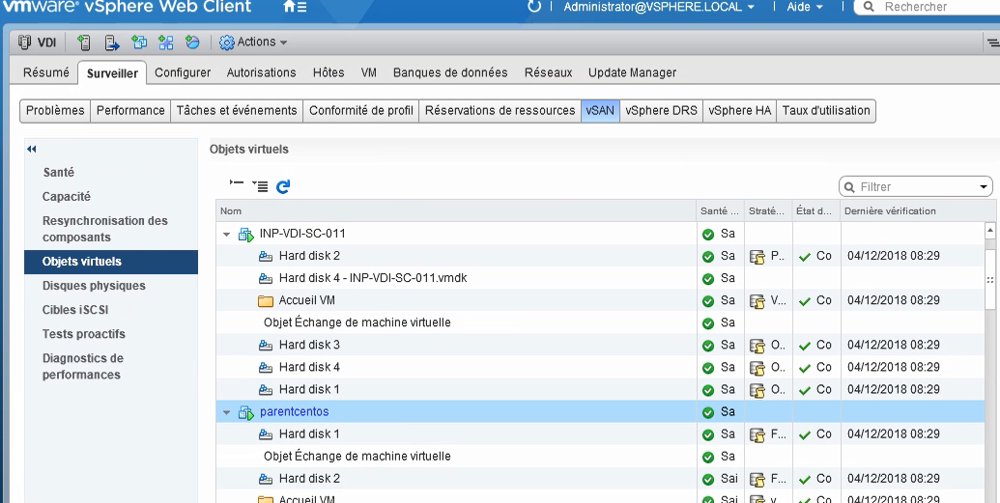 vmware® vSphere Web Client
Administrator@VSPHERE.LOCAL
Aide
Rechercher
VDI
Actions
Résumé Surveiller Configurer Autorisations Hôtes VM Banques de données Réseaux Update Manager
Problèmes Performance Tâches et événements Conformité de profil Réservations de ressources vSAN vSphere DRS vSphere HA Taux d'utilisation
Santé
Capacité
Resynchronisation des
composants
Objets virtuels
Disques physiques
Cibles iSCSI
Tests proactifs
Diagnostics de
performances
Objets virtuels
Filtrer
Nom Santé ... Straté... État d... Dernière vérification
INP-VDI-SC-011 Sa
Hard disk 2 Sa P... Co 04/12/2018 08:29
Hard disk 4 - INP-VDI-SC-011.vmdk Sa
Accueil VM Sa V... Co 04/12/2018 08:29
Objet Échange de machine virtuelle Sa
Hard disk 3 Sa O.. Co 04/12/2018 08:29
Hard disk 4 Sa O.. Co 04/12/2018 08:29
Hard disk 1 Sa O.. Co 04/12/2018 08:29
parentcentos Sa
Hard disk 1 Sa F... Co 04/12/2018 08:29
Objet Échange de machine virtuelle Sa
Hard disk 2 Sai F... Co 04/12/2018 08:29
Accueil VM Sai v... Co 04/12/2018 08:29